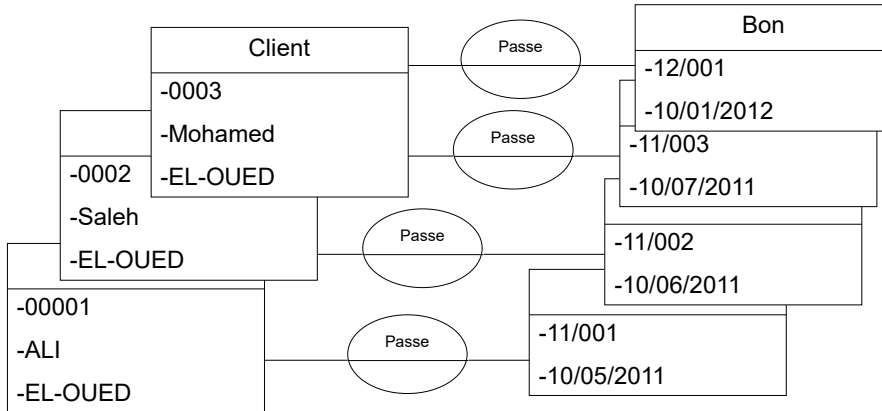 Client
-0003
-Mohamed
-EL-OUED
-0002
-Saleh
-EL-OUED
-00001
-ALI
-EL-OUED
Passe
Passe
Passe
Passe
Bon
-12/001
-10/01/2012
-11/003
-10/07/2011
-11/002
-10/06/2011
-11/001
-10/05/2011